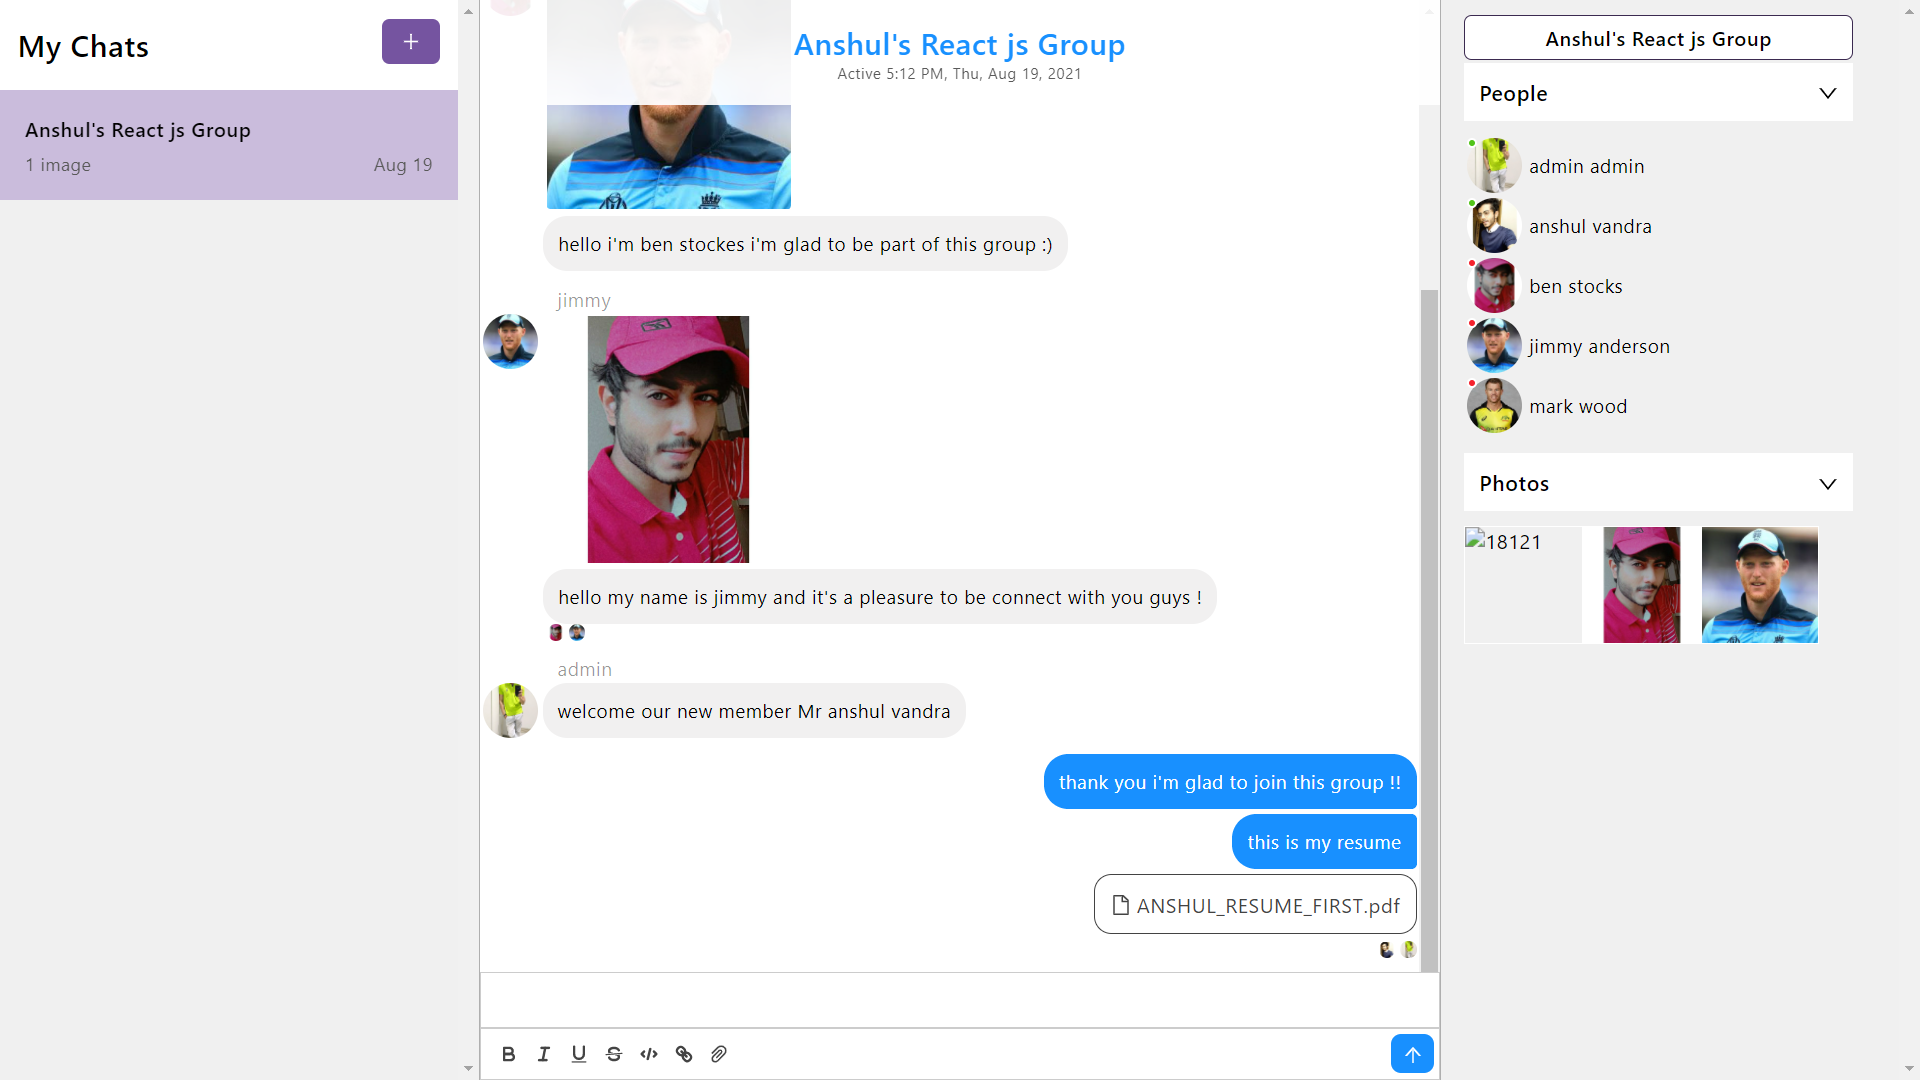 My Chats
Anshul's React js Group
1 image
Aug 19
Anshul's React js Group
Active 5:12 PM, Thu, Aug 19, 2021
hello i'm ben stockes i'm glad to be part of this group :)
jimmy
hello my name is jimmy and it's a pleasure to be connect with you guys !
admin
welcome our new member Mr anshul vandra
thank you i'm glad to join this group !!
this is my resume
ANSHUL_RESUME_FIRST.pdf
B I U S
Anshul's React js Group
People
admin admin
anshul vandra
ben stocks
jimmy anderson
mark wood
Photos
18121